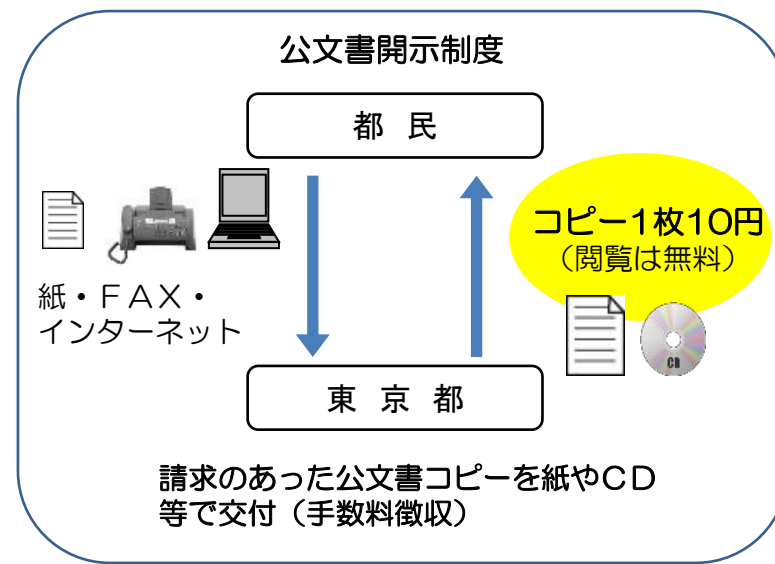 公文書開示制度
都 民
コピー1枚10円
（閲覧は無料）
紙・ＦＡＸ・
インターネット
CD
東 京 都
請求のあった公文書コピーを紙やＣＤ
等で交付（手数料徴収）